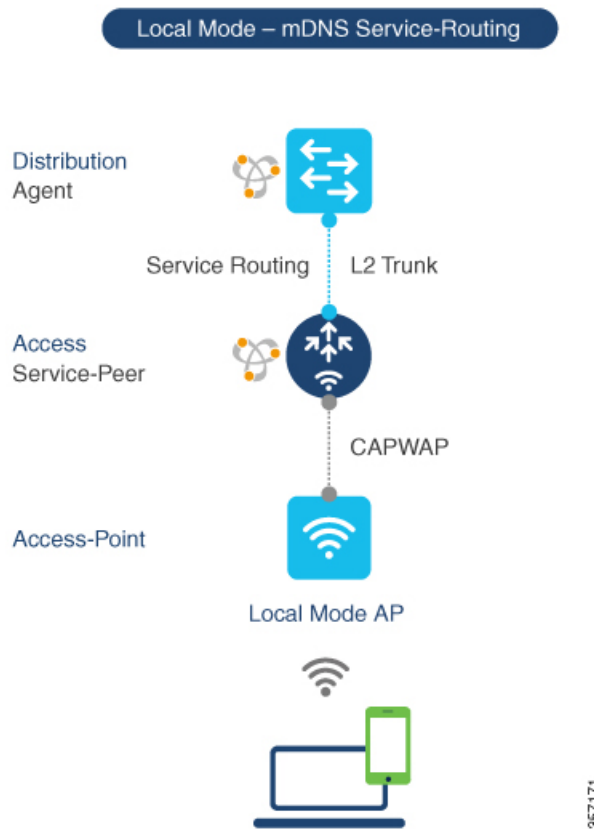 Local Mode – mDNS Service-Routing
Distribution
Agent
Service Routing
L2 Trunk
Access
Service-Peer
CAPWAP
Access-Point
Local Mode AP
357171